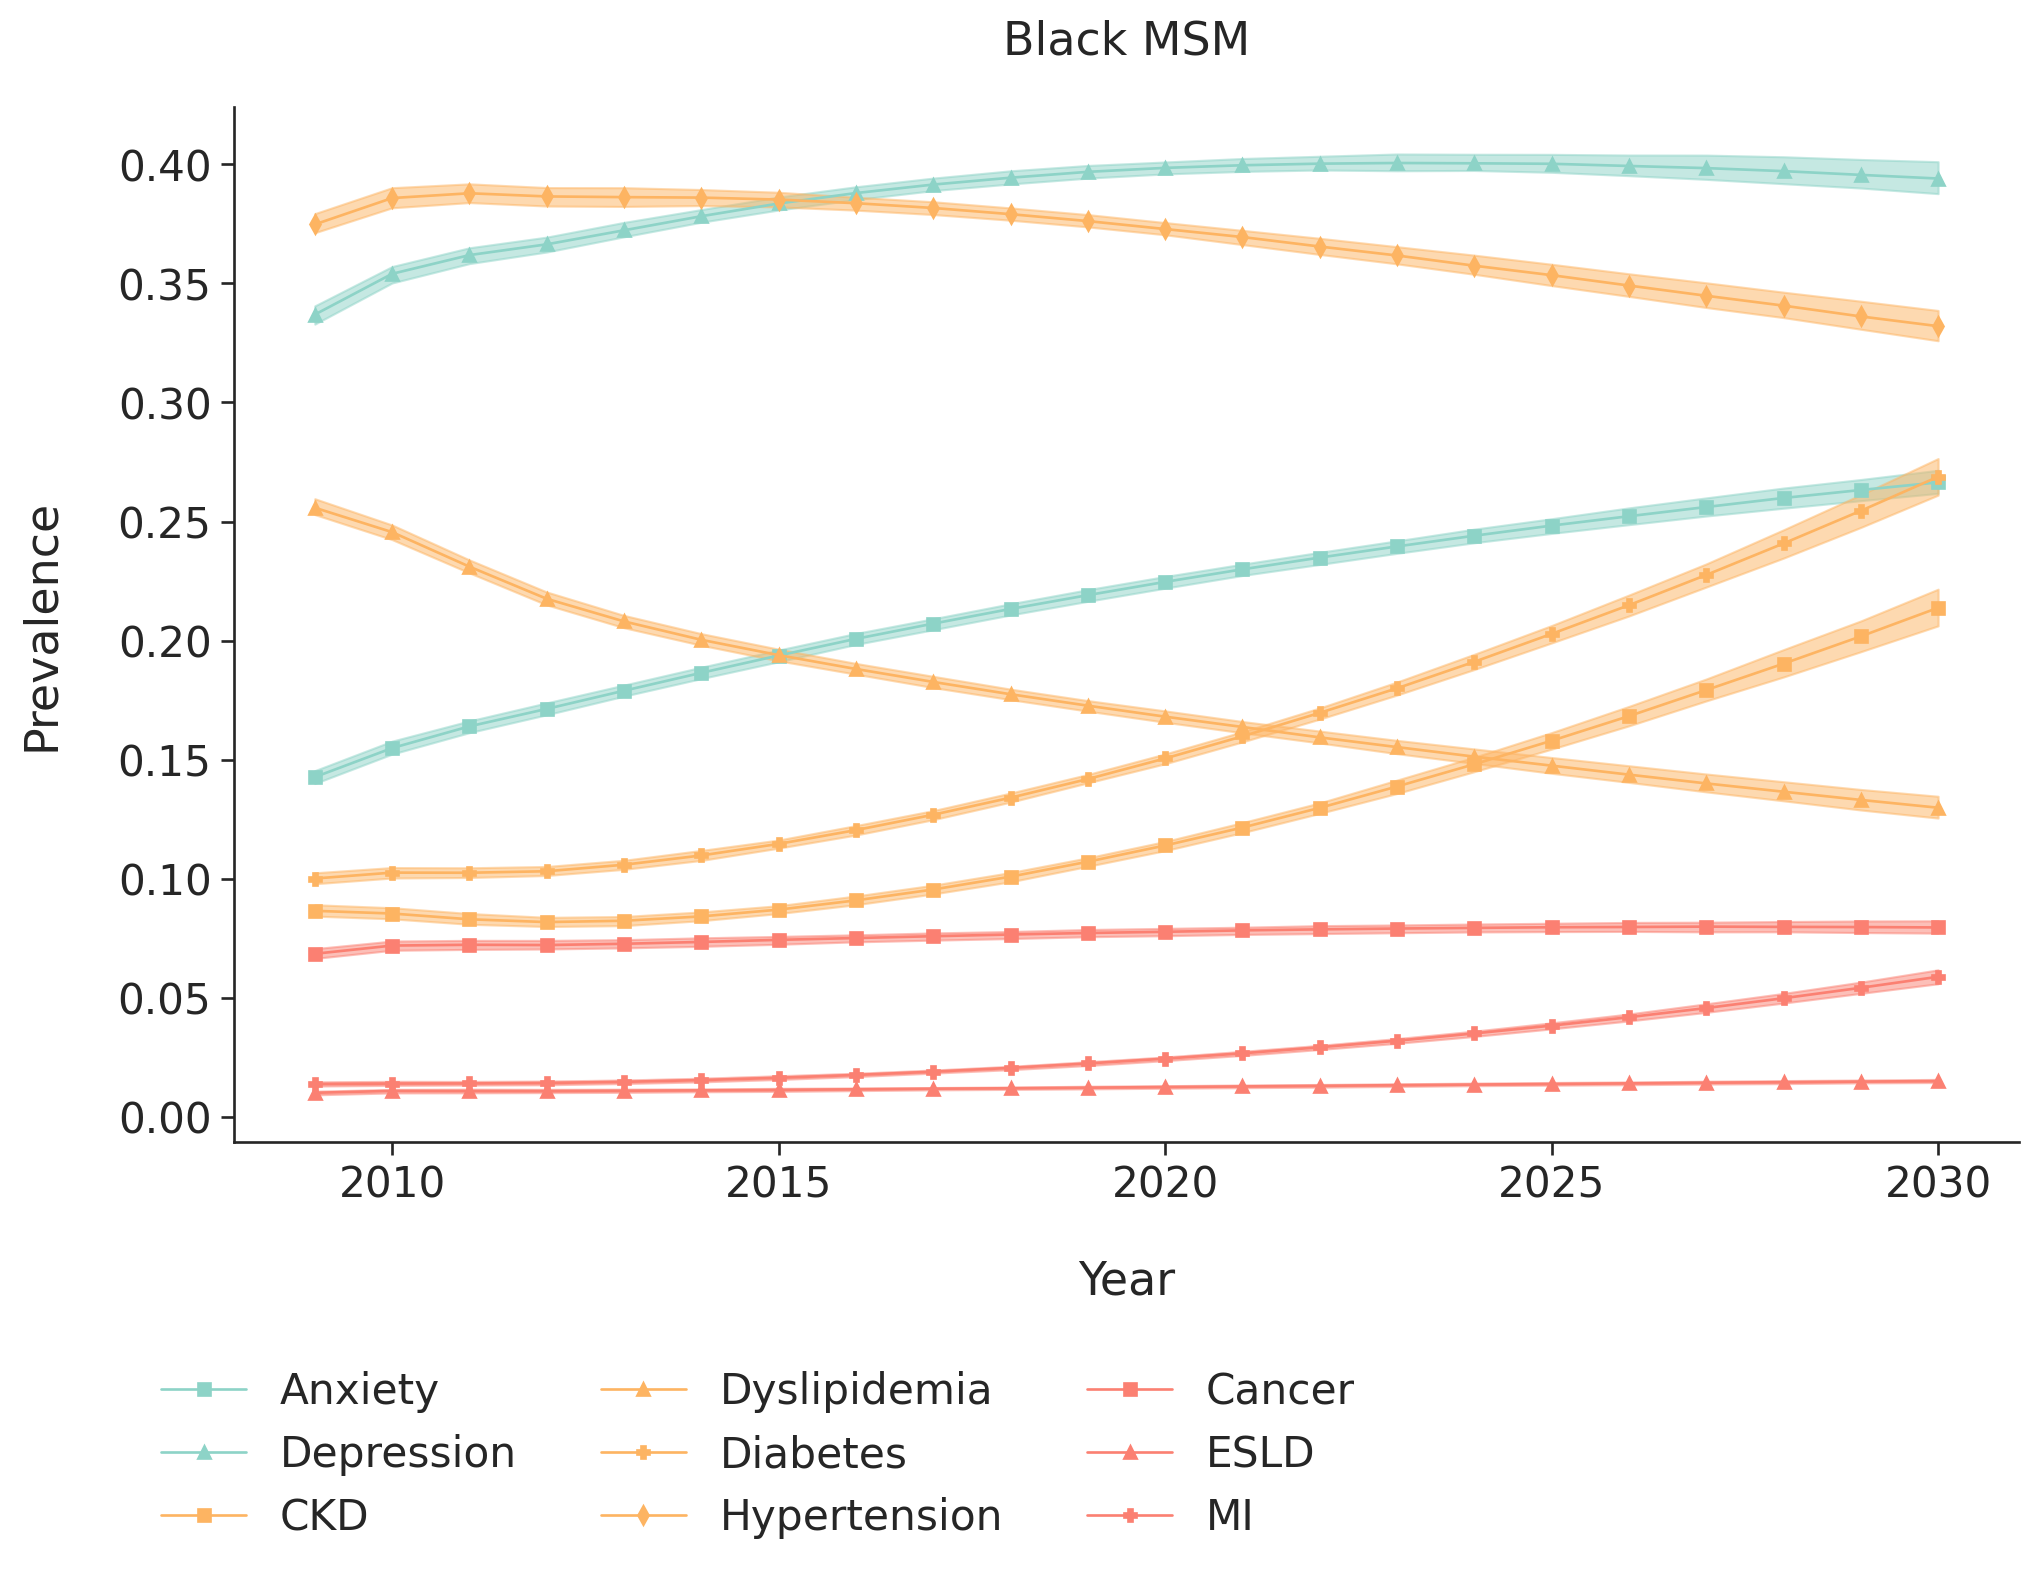 Black MSM
Prevalence
0.40
0.35
0.30
0.25
0.20
0.15
0.10
0.05
0.00
2010 2015 2020 2025 2030
Year
Anxiety Dyslipidemia Cancer
Depression Diabetes ESLD
CKD Hypertension MI